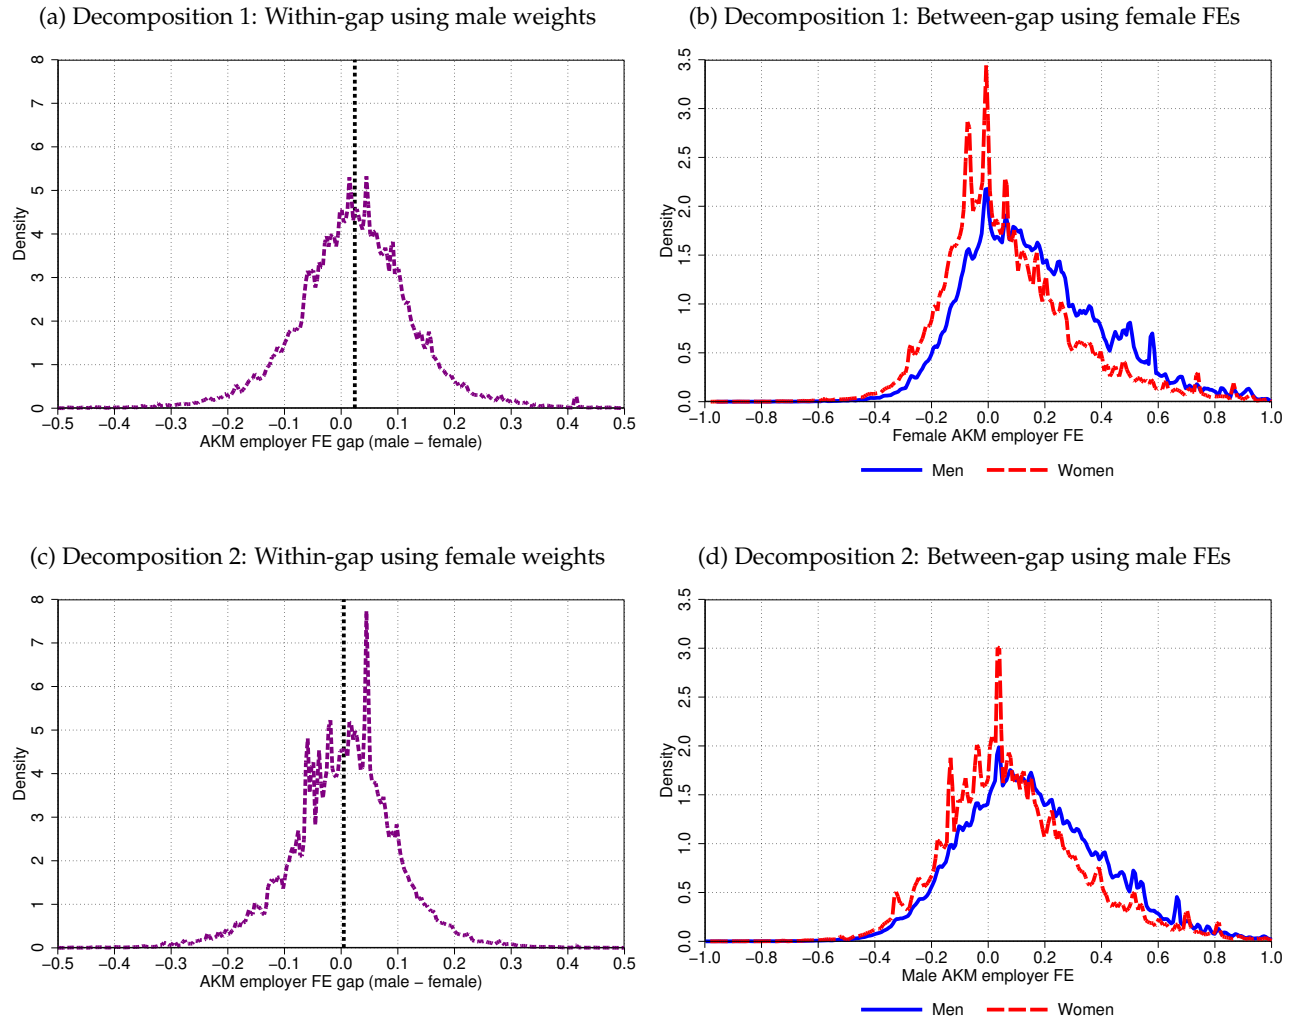 (a) Decomposition 1: Within-gap using male weights
Density
0 1 2 3 4 5 6 7 8
−0.5 −0.4 −0.3 −0.2 −0.1 0.0 0.1 0.2 0.3 0.4 0.5
AKM employer FE gap (male − female)
(b) Decomposition 1: Between-gap using female FEs
Density
0.0 0.5 1.0 1.5 2.0 2.5 3.0 3.5
−1.0 −0.8 −0.6 −0.4 −0.2 0.0 0.2 0.4 0.6 0.8 1.0
Female AKM employer FE
Men Women
(c) Decomposition 2: Within-gap using female weights
Density
0 1 2 3 4 5 6 7 8
−0.5 −0.4 −0.3 −0.2 −0.1 0.0 0.1 0.2 0.3 0.4 0.5
AKM employer FE gap (male − female)
(d) Decomposition 2: Between-gap using male FEs
Density
0.0 0.5 1.0 1.5 2.0 2.5 3.0 3.5
−1.0 −0.8 −0.6 −0.4 −0.2 0.0 0.2 0.4 0.6 0.8 1.0
Male AKM employer FE
Men Women